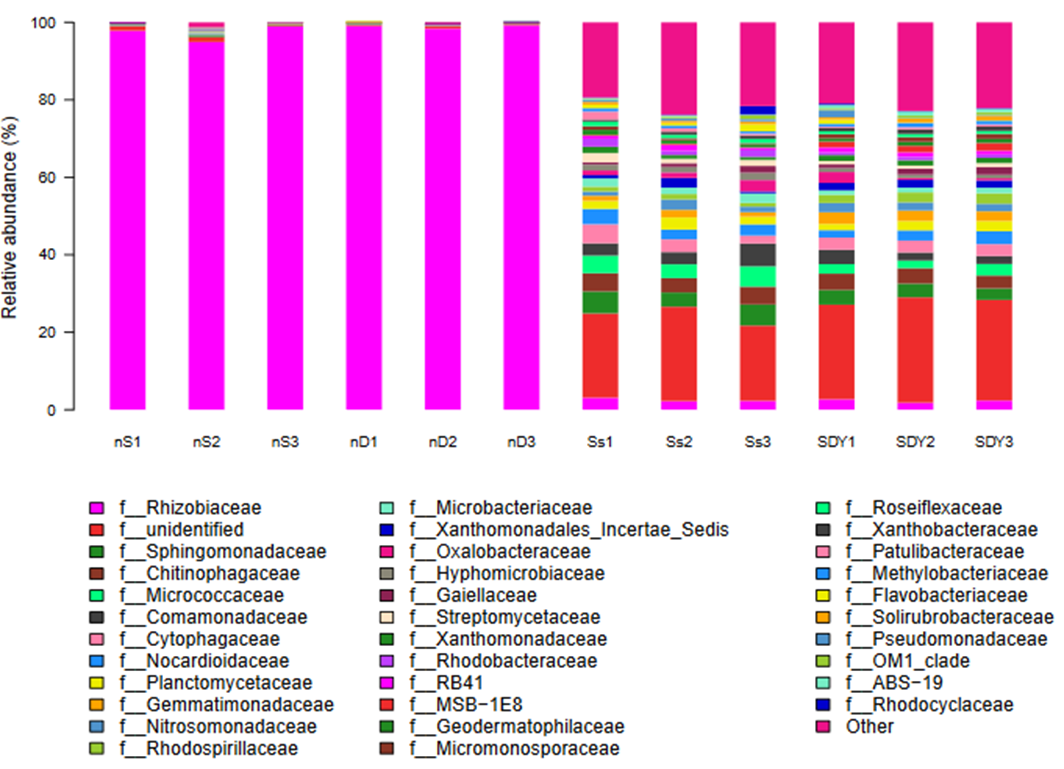 Relative abundance (%)
100
80
60
40
20
0
nS1 nS2 nS3 nD1 nD2 nD3 Ss1 Ss2 Ss3 SDY1 SDY2 SDY3
f__Rhizobiaceae
f__unidentified
f__Sphingomonadaceae
f__Chitinophagaceae
f__Micrococcaceae
f__Comamonadaceae
f__Cytophagaceae
f__Nocardioidaceae
f__Planctomycetaceae
f__Gemmatimonadaceae
f__Nitrosomonadaceae
f__Rhodospirillaceae
f__Microbacteriaceae
f__Xanthomonadales_Incertae_Sedis
f__Oxalobacteraceae
f__Hyphomicrobiaceae
f__Gaiellaceae
f__Streptomycetaceae
f__Xanthomonadaceae
f__Rhodobacteraceae
f__RB41
f__MSB−1E8
f__Geodermatophilaceae
f__Micromonosporaceae
f__Roseiflexaceae
f__Xanthobacteraceae
f__Patulibacteraceae
f__Methylobacteriaceae
f__Flavobacteriaceae
f__Solirubrobacteraceae
f__Pseudomonadaceae
f__OM1_clade
f__ABS−19
f__Rhodocyclaceae
Other